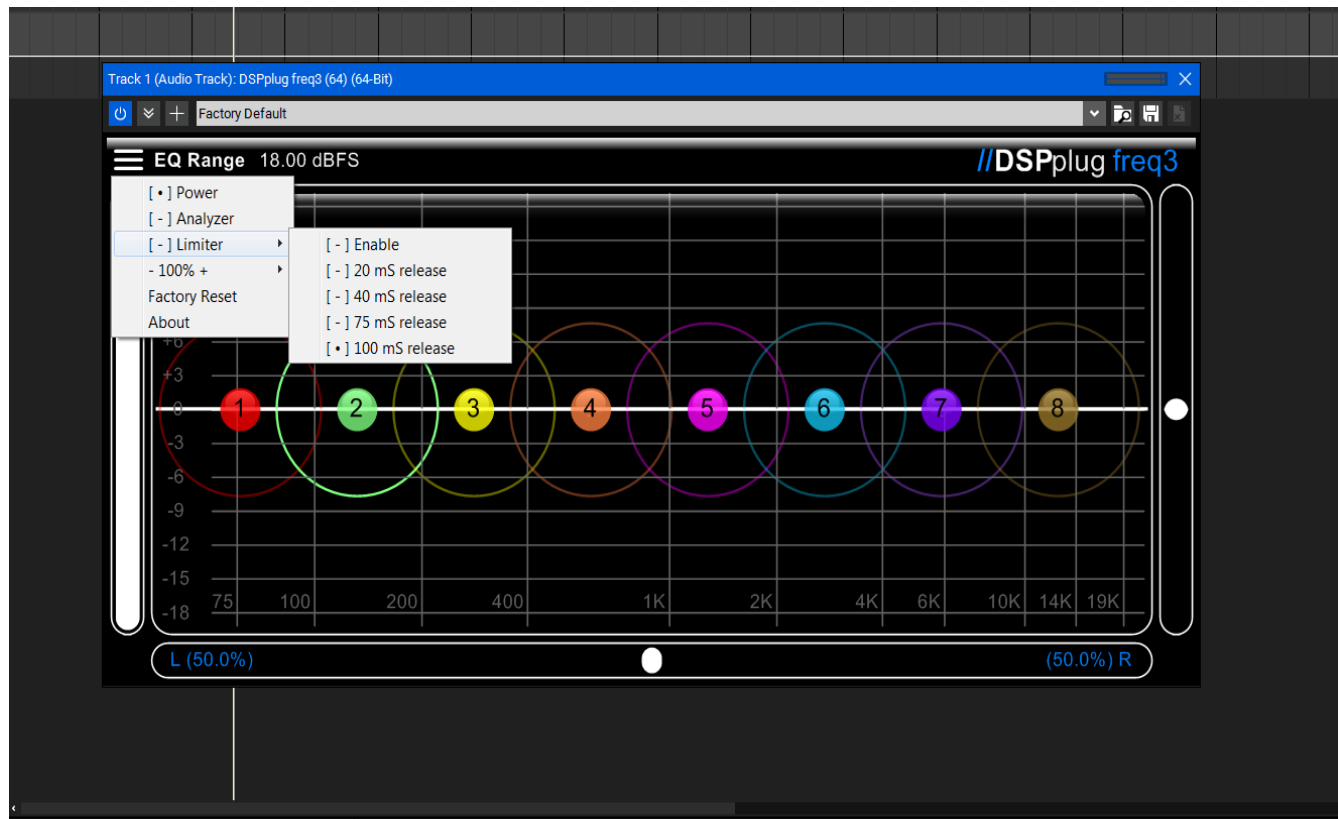 Track 1 (Audio Track): DSPplug freq3 (64) (64-Bit)
Factory Default
EQ Range 18.00 dBFS
//DSPplug freq3
[ • ] Power
[ - ] Analyzer
[ - ] Limiter
- 100% +
Factory Reset
About
[ - ] Enable
[ - ] 20 mS release
[ - ] 40 mS release
[ - ] 75 mS release
[ • ] 100 mS release
+6
+3
0
-3
-6
-9
-12
-15
-18
1 2 3 4 5 6 7 8
75 100 200 400 1K 2K 4K 6K 10K 14K 19K
L (50.0%) (50.0%) R